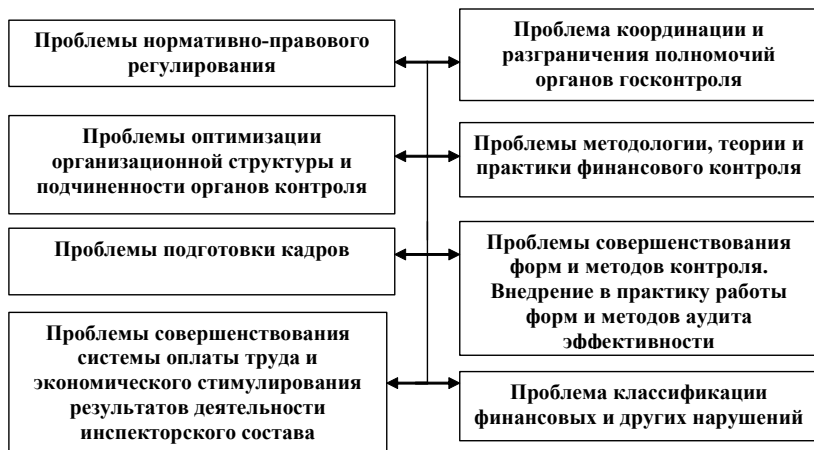 Проблемы нормативно-правового
регулирования
Проблема координации и
разграничения полномочий
органов госконтроля
Проблемы оптимизации
организационной структуры и
подчиненности органов контроля
Проблемы методологии, теории и
практики финансового контроля
Проблемы подготовки кадров
Проблемы совершенствования
форм и методов контроля.
Внедрение в практику работы
форм и методов аудита
эффективности
Проблемы совершенствования
системы оплаты труда и
экономического стимулирования
результатов деятельности
инспекторского состава
Проблема классификации
финансовых и других нарушений